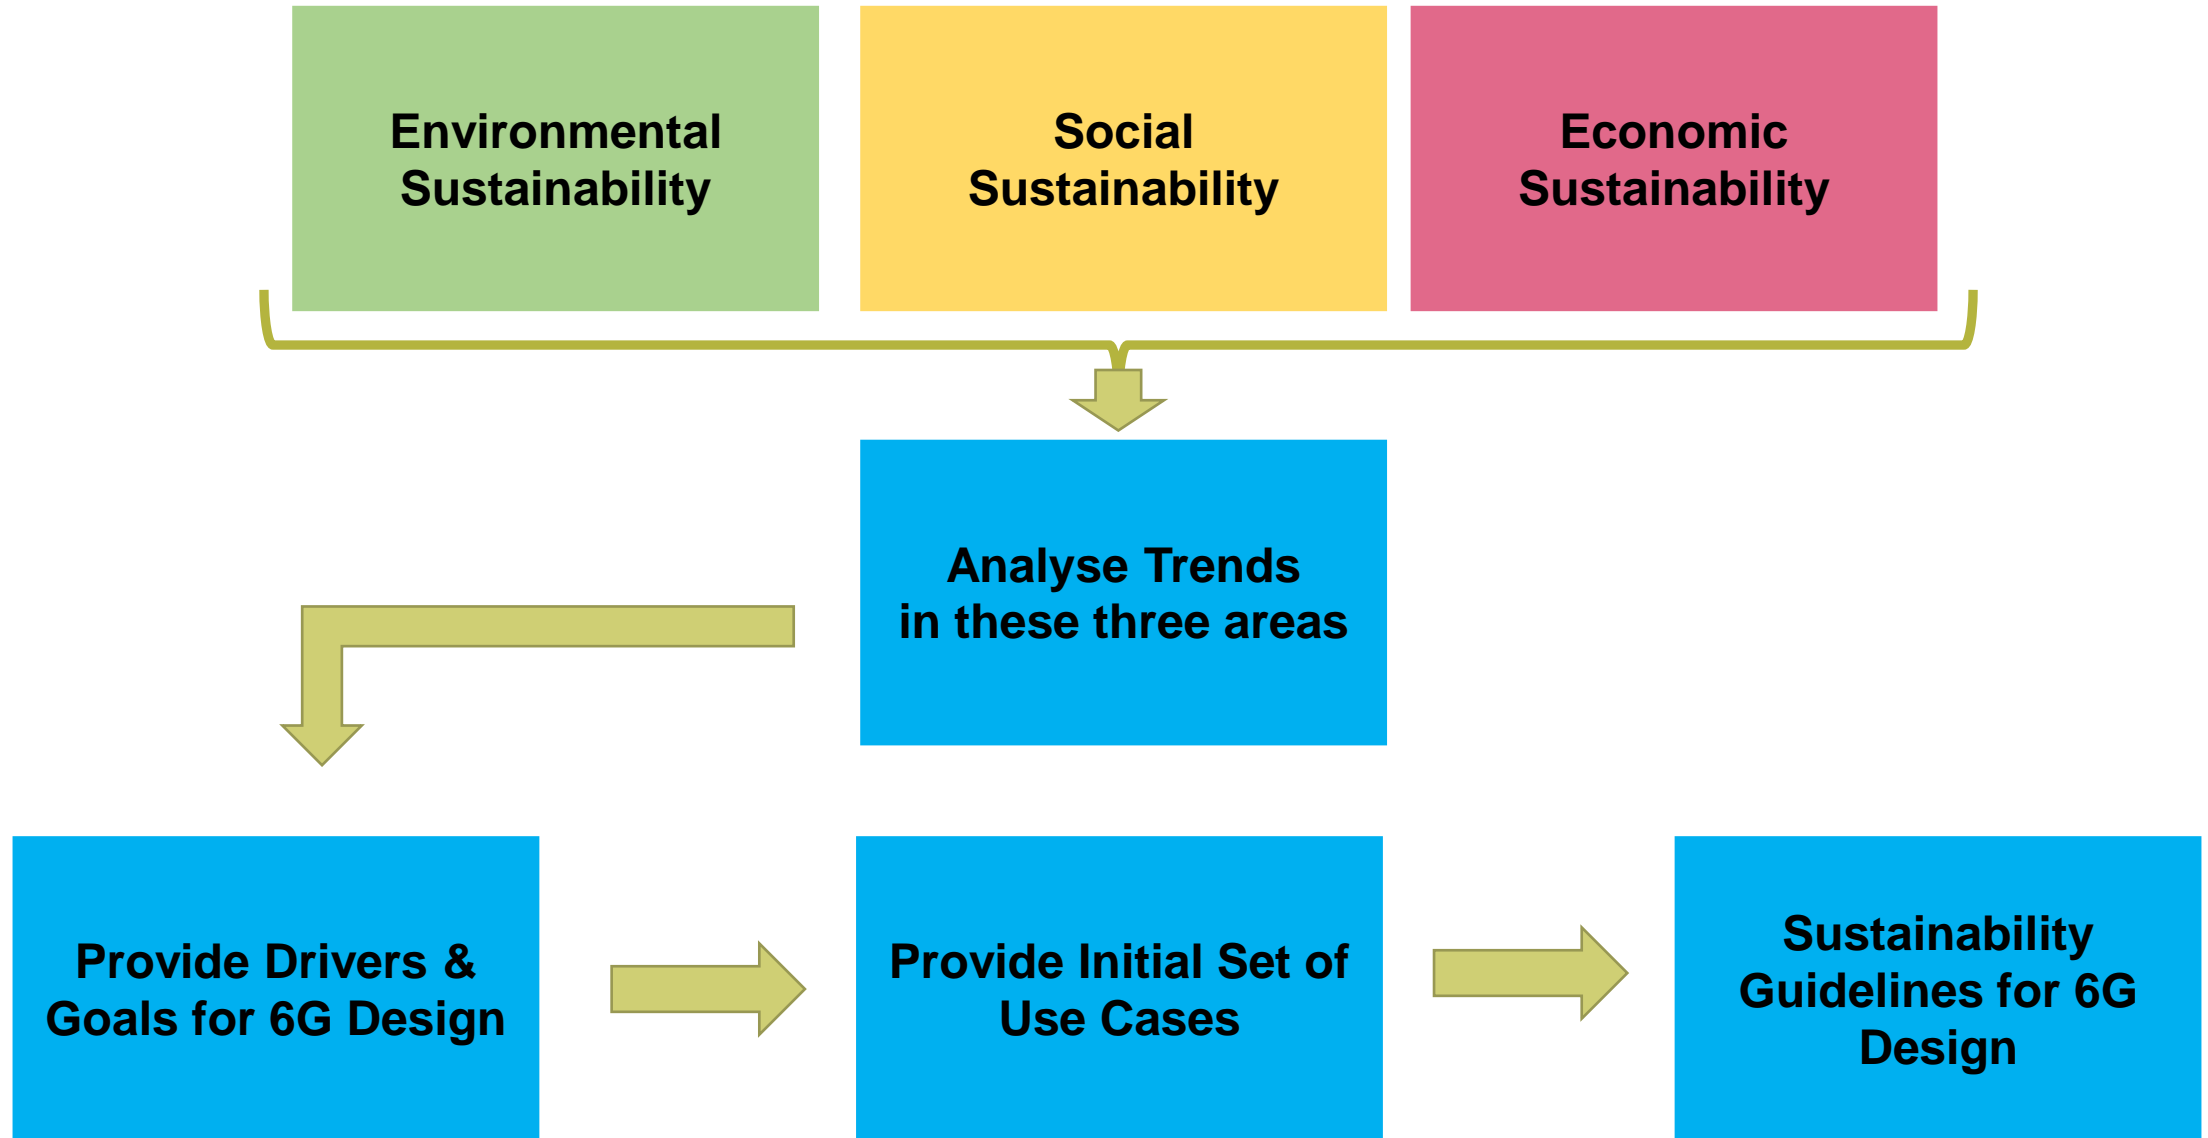 Environmental
Sustainability
Social
Sustainability
Economic
Sustainability
Analyse Trends
in these three areas
Provide Drivers &
Goals for 6G Design
Provide Initial Set of
Use Cases
Sustainability
Guidelines for 6G
Design